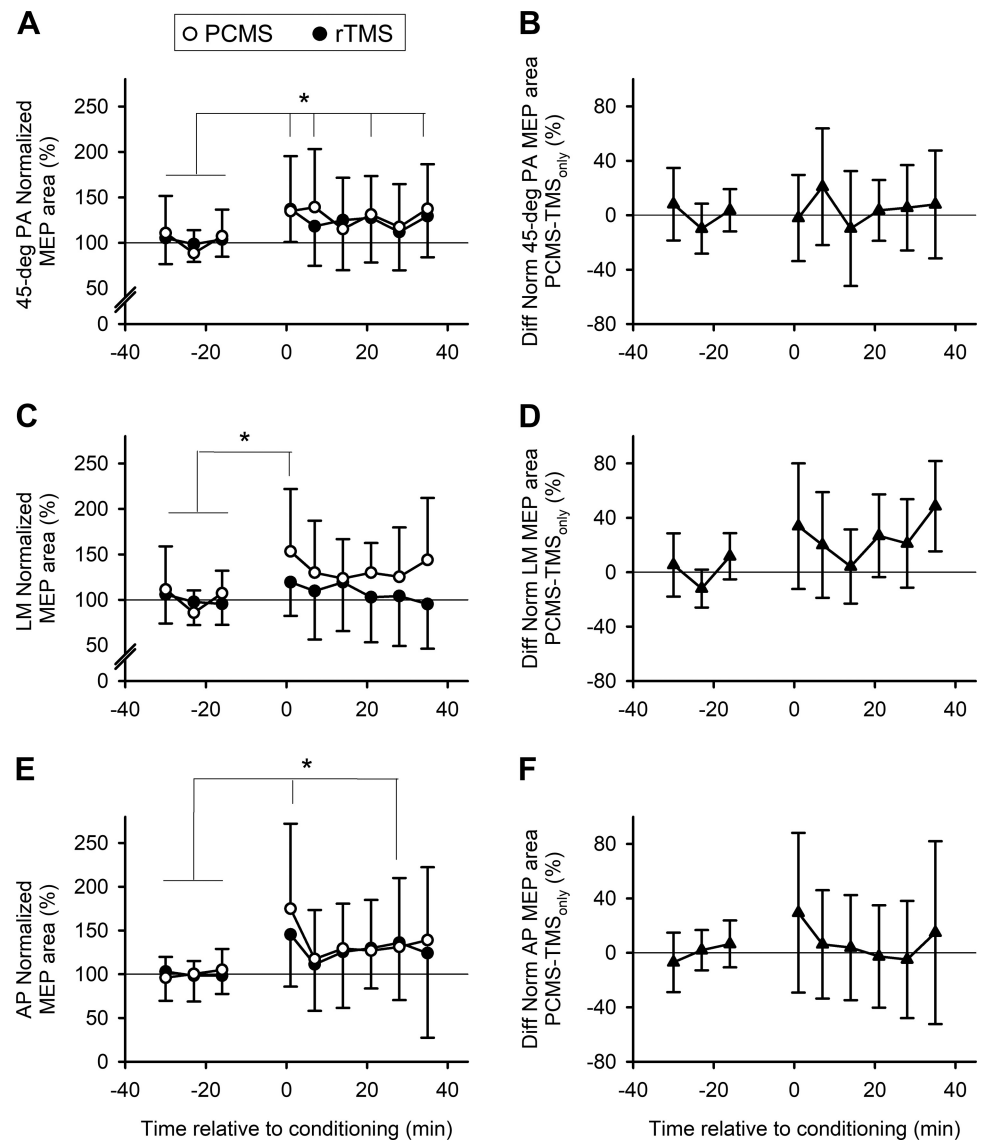 A
PCMS rTMS
45-deg PA Normalized
MEP area (%)
250
200
150
100
50
0
*
-40 -20 0 20 40
B
Diff Norm 45-deg PA MEP area
PCMS-TMSonly (%)
80
40
0
-40
-80
-40 -20 0 20 40
C
LM Normalized
MEP area (%)
250
200
150
100
50
0
*
-40 -20 0 20 40
D
Diff Norm LM MEP area
PCMS-TMSonly (%)
80
40
0
-40
-80
-40 -20 0 20 40
E
AP Normalized
MEP area (%)
250
200
150
100
50
0
*
-40 -20 0 20 40
Time relative to conditioning (min)
F
Diff Norm AP MEP area
PCMS-TMSonly (%)
80
40
0
-40
-80
-40 -20 0 20 40
Time relative to conditioning (min)